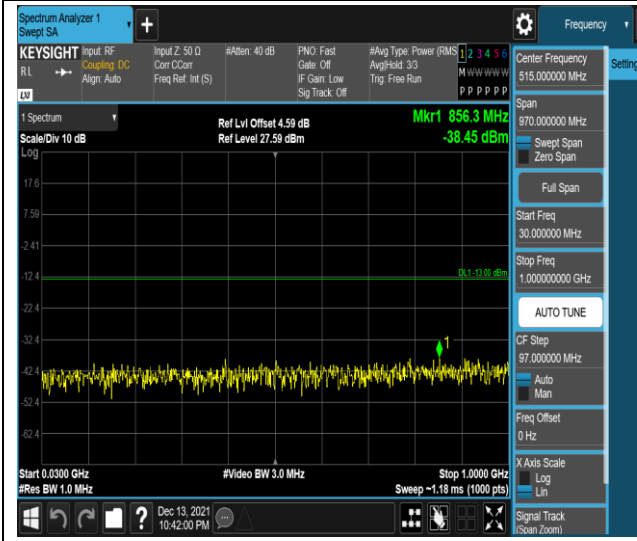 Spectrum Analyzer 1
Swept SA
+
Frequency
KEYSIGHT
RL
LXI
Input: RF
Coupling: DC
Align: Auto
Input Z: 50 Ω
Corr CCorr
Freq Ref: Int (S)
#Atten: 40 dB
PNO: Fast
Gate: Off
IF Gain: Low
Sig Track: Off
#Avg Type: Power (RMS
Avg|Hold: 3/3
Trig: Free Run
1 2 3 4 5 6
M W W W W W
P P P P P P
1 Spectrum
Scale/Div 10 dB
Log
Ref Lvl Offset 4.59 dB
Ref Level 27.59 dBm
Mkr1 856.3 MHz
-38.45 dBm
17.6
7.59
-2.41
-12.4
-22.4
-32.4
-42.4
-52.4
-62.4
DL1 -13.00 dBm
1
Start 0.0300 GHz
#Res BW 1.0 MHz
#Video BW 3.0 MHz
Stop 1.0000 GHz
Sweep ~1.18 ms (1000 pts)
Dec 13, 2021
10:42:00 PM
?
Center Frequency
515.000000 MHz
Settings
Span
970.000000 MHz
Swept Span
Zero Span
Full Span
Start Freq
30.000000 MHz
Stop Freq
1.000000000 GHz
AUTO TUNE
CF Step
97.000000 MHz
Auto
Man
Freq Offset
0 Hz
X Axis Scale
Log
Lin
Signal Track
(Span Zoom)